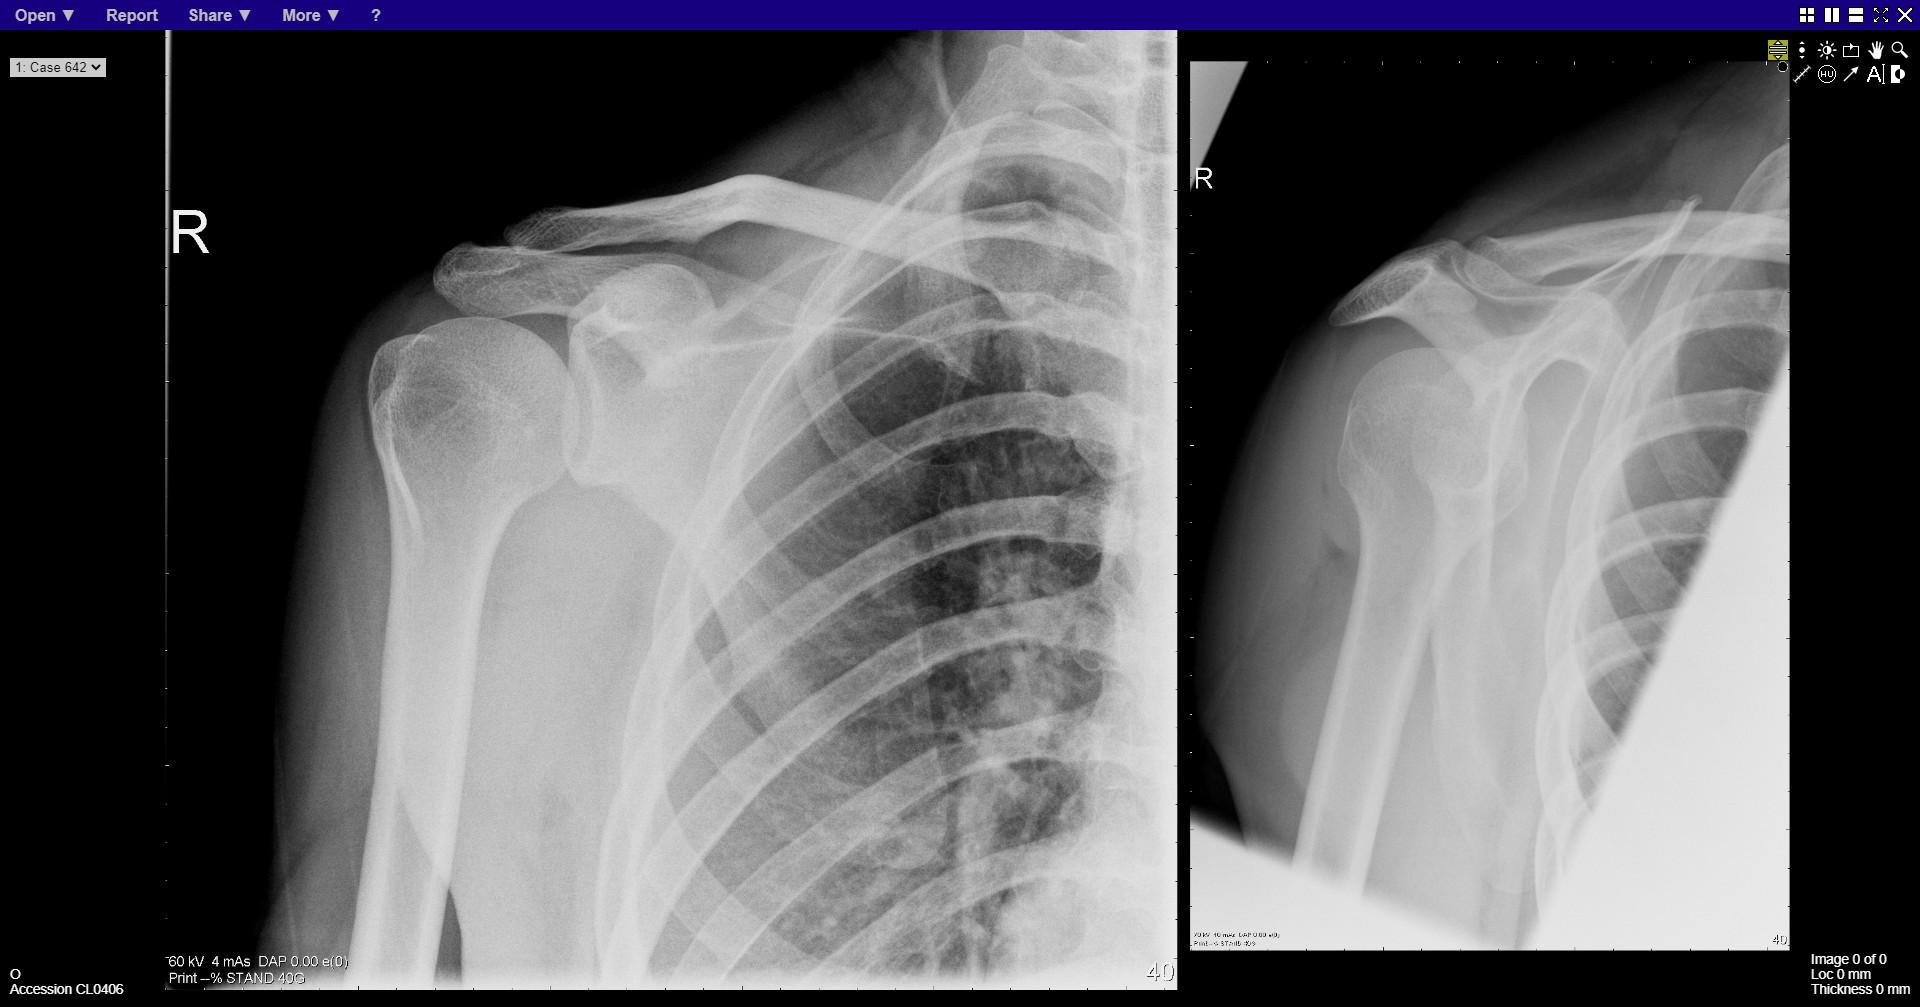 Open ▼ Report Share ▼ More ▼ ?
1: Case 642
HU A
R
R
60 kV 4 mAs DAP 0.00 e(0)
Print --% STAND 40G
40
40
O
Accession CL0406
Image 0 of 0
Loc 0 mm
Thickness 0 mm